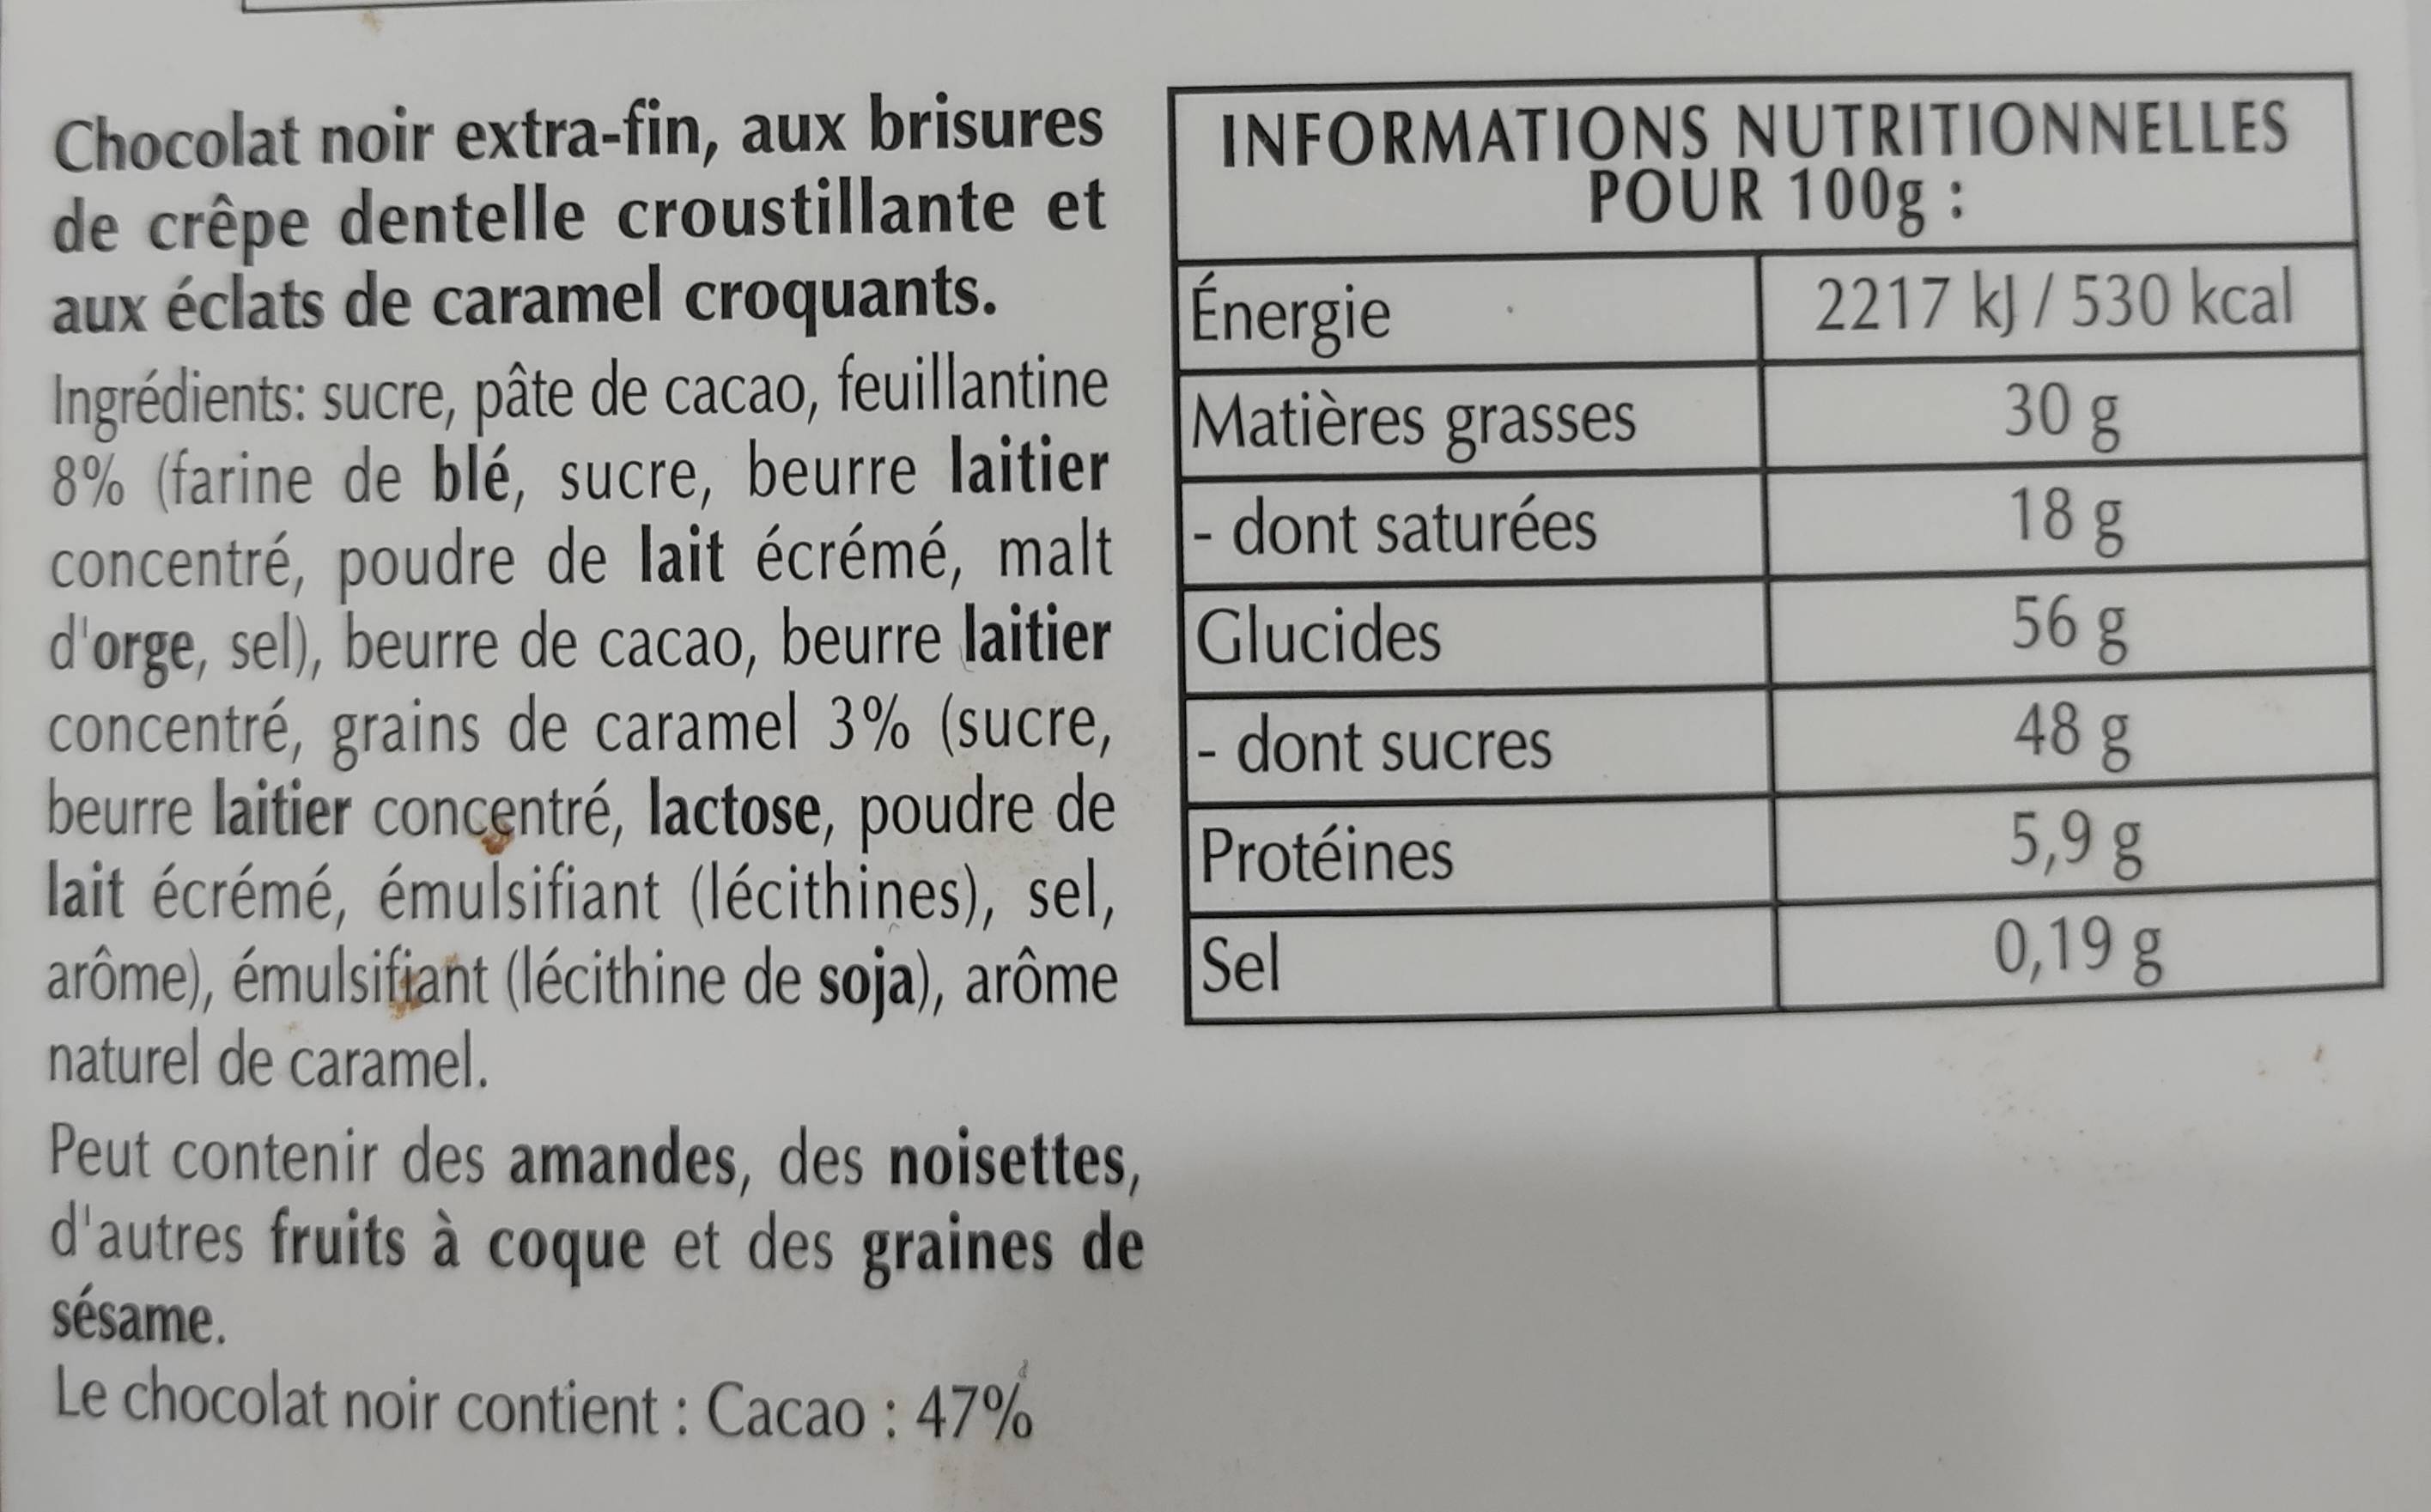 Chocolat noir extra-fin, aux brisures
de crêpe dentelle croustillante et
aux éclats de caramel croquants.
Ingrédients: sucre, pâte de cacao, feuillantine
8% (farine de blé, sucre, beurre laitier
concentré, poudre de lait écrémé, malt
d'orge, sel), beurre de cacao, beurre laitier
concentré, grains de caramel 3% (sucre,
beurre laitier concentré, lactose, poudre de
lait écrémé, émulsifiant (lécithines), sel,
arôme), émulsifiant (lécithine de soja), arôme
naturel de caramel.
Peut contenir des amandes, des noisettes,
d'autres fruits à coque et des graines de
sésame.
Le chocolat noir contient : Cacao : 47%
INFORMATIONS NUTRITIONNELLES
POUR 100g :
Énergie 2217 kJ / 530 kcal
Matières grasses 30 g
- dont saturées 18 g
Glucides 56 g
- dont sucres 48 g
Protéines 5,9 g
Sel 0,19 g